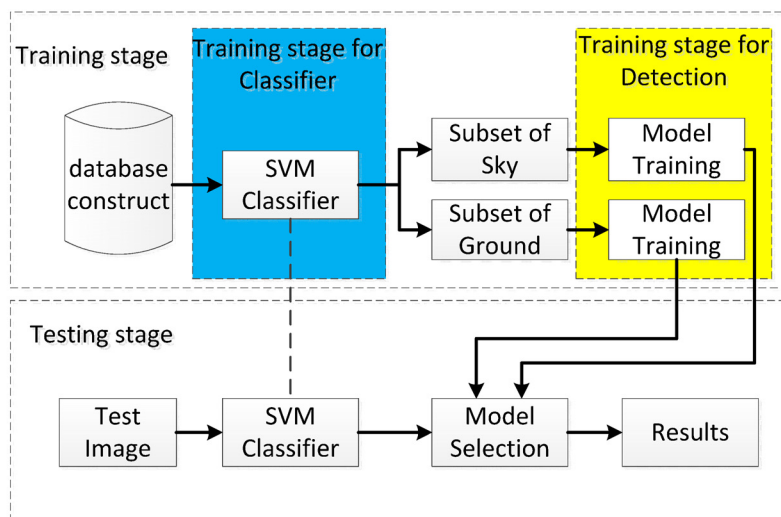 Training stage
Training stage for
Classifier
Training stage for
Detection
database
construct
SVM
Classifier
Subset of
Sky
Model
Training
Subset of
Ground
Model
Training
Testing stage
Test
Image
SVM
Classifier
Model
Selection
Results